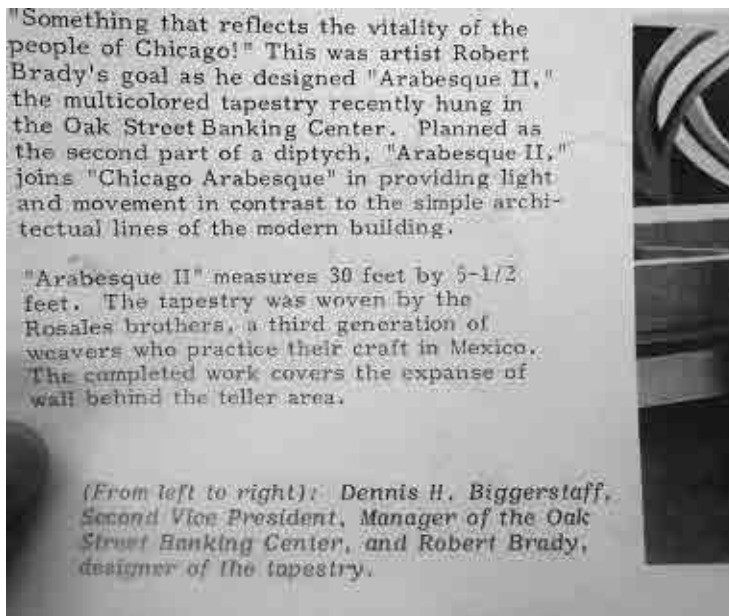 "Something that reflects the vitality of the
people of Chicago!" This was artist Robert
Brady's goal as he designed "Arabesque II,"
the multicolored tapestry recently hung in
the Oak Street Banking Center. Planned as
the second part of a diptych, "Arabesque II,"
joins "Chicago Arabesque" in providing light
and movement in contrast to the simple archi-
tectual lines of the modern building.
"Arabesque II" measures 30 feet by 5-1/2
feet. The tapestry was woven by the
Rosales brothers, a third generation of
weavers who practice their craft in Mexico.
The completed work covers the expanse of
wall behind the teller area.
(From left to right): Dennis H. Biggerstaff,
Second Vice President, Manager of the Oak
Street Banking Center, and Robert Brady,
designer of the tapestry.